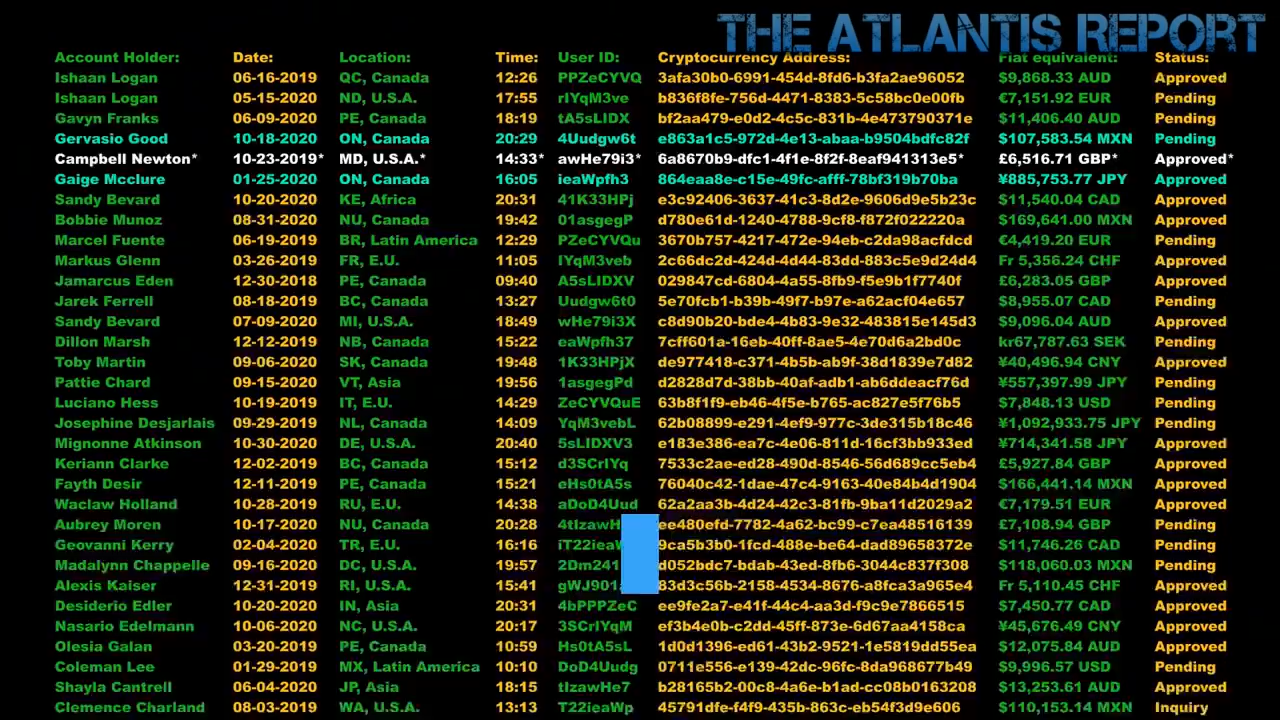 THE ATLANTIS REPORT
Account Holder: Date: Location: Time: User ID: Cryptocurrency Address: Fiat equivalent: Status:
Ishaan Logan 06-16-2019 QC, Canada 12:26 PPZeCYVQ 3afa30b0-6991-454d-8fd6-b3fa2ae96052 $9,868.33 AUD Approved
Ishaan Logan 05-15-2020 ND, U.S.A. 17:55 rIYqM3ve b836f8fe-756d-4471-8383-5c58bc0e00fb €7,151.92 EUR Pending
Gavyn Franks 06-09-2020 PE, Canada 18:19 tA5sLIDX bf2aa479-e0d2-4c5c-831b-4e473790371e $11,406.40 AUD Pending
Gervasio Good 10-18-2020 ON, Canada 20:29 4Uudgw6t e863a1c5-972d-4e13-abaa-b9504bdfc82f $107,583.54 MXN Pending
Campbell Newton* 10-23-2019* MD, U.S.A.* 14:33* awHe79i3* 6a8670b9-dfc1-4f1e-8f2f-8eaf941313e5* £6,516.71 GBP* Approved*
Gaige Mcclure 01-25-2020 ON, Canada 16:05 ieaWpfh3 864eaa8e-c15e-49fc-afff-78bf319b70ba ¥885,753.77 JPY Approved
Sandy Bevard 10-20-2020 KE, Africa 20:31 41K33HPj e3c92406-3637-41c3-8d2e-9606d9e5b23c $11,540.04 CAD Approved
Bobbie Munoz 08-31-2020 NU, Canada 19:42 01asgegP d780e61d-1240-4788-9cf8-f872f022220a $169,641.00 MXN Pending
Marcel Fuente 06-19-2019 BR, Latin America 12:29 PZeCYVQu 3670b757-4217-472e-94eb-c2da98acfdcd €4,419.20 EUR Pending
Markus Glenn 03-26-2019 FR, E.U. 11:05 IYqM3veb 2c66dc2d-424d-4d44-83dd-883c5e9d24d4 Fr 5,356.24 CHF Approved
Jamarcus Eden 12-30-2018 PE, Canada 09:40 A5sLIDXV 029847cd-6804-4a55-8fb9-f5e9b1f7740f £6,283.05 GBP Approved
Jarek Ferrell 08-18-2019 BC, Canada 13:27 Uudgw6t0 5e70fcb1-b39b-49f7-b97e-a62acf04e657 $8,955.07 CAD Pending
Sandy Bevard 07-09-2020 MI, U.S.A. 18:49 wHe79i3X c8d90b20-bde4-4b83-9e32-483815e145d3 $9,096.04 AUD Approved
Dillon Marsh 12-12-2019 NB, Canada 15:22 eaWpfh37 7cff601a-16eb-40ff-8ae5-4e70d6a2bd0c kr67,787.63 SEK Pending
Toby Martin 09-06-2020 SK, Canada 19:48 1K33HPjX de977418-c371-4b5b-ab9f-38d1839e7d82 ¥40,496.94 CNY Approved
Pattie Chard 09-15-2020 VT, Asia 19:56 1asgegPd d2828d7d-38bb-40af-adb1-ab6ddeacf76d ¥557,397.99 JPY Pending
Luciano Hess 10-19-2020 IT, E.U. 14:29 ZeCYVQuE 63b8f1f9-eb46-4f5e-b765-ac827e5f76b5 $7,848.13 USD Pending
Josephine Desjarlais 09-29-2019 NL, Canada 14:09 YqM3vebL 62b08899-e291-4ef9-977c-3de315b18c46 ¥1,092,933.75 JPY Pending
Mignonne Atkinson 10-30-2020 DE, U.S.A. 20:40 5sLIDXV3 e183e386-ea7c-4e06-811d-16cf3bb933ed ¥714,341.58 JPY Approved
Keriann Clarke 12-02-2019 BC, Canada 15:12 d3SCrIYq 7533c2ae-ed28-490d-8546-56d689cc5eb4 £5,927.84 GBP Approved
Fayth Desir 12-11-2019 PE, Canada 15:21 eHs0tA5s 76040c42-1dae-47c4-9163-40e84b4d1904 $166,441.14 MXN Pending
Waclaw Holland 10-28-2019 RU, E.U. 14:38 aDoD4Uud 62a2aa3b-4d24-42c3-81fb-9ba11d2029a2 €7,179.51 EUR Approved
Aubrey Moren 10-17-2020 NU, Canada 20:28 4tIzawH ee480efd-7782-4a62-bc99-c7ea48516139 £7,108.94 GBP Pending
Geovanni Kerry 02-04-2020 TR, E.U. 16:16 iT22iea 9ca5b3b0-1fcd-488e-be64-dad89658372e $11,746.26 CAD Approved
Madalynn Chappelle 09-16-2020 DC, U.S.A. 19:57 2Dm241 d052bdc7-bdab-43ed-8fb6-3044c837f308 $118,060.03 MXN Pending
Alexis Kaiser 12-31-2019 RI, U.S.A. 15:41 gWJ901 83d3c56b-2158-4534-8676-a8fca3a965e4 Fr 5,110.45 CHF Approved
Desiderio Edler 10-20-2020 IN, Asia 20:31 4bPPPZeC ee9fe2a7-e41f-44c4-aa3d-f9c9e7866515 $7,450.77 CAD Approved
Nasario Edelmann 10-06-2020 NC, U.S.A. 20:17 3SCrIYqM ef3b4e0b-c2dd-45ff-873e-6d67aa4158ca ¥45,676.49 CNY Approved
Olesia Galan 03-20-2019 PE, Canada 10:59 Hs0tA5sL 1d0d1396-ed61-43b2-9521-1e5819dd55ea $12,075.84 AUD Approved
Coleman Lee 01-29-2019 MX, Latin America 10:10 DoD4Uudg 0711e556-e139-42dc-96fc-8da968677b49 $9,996.57 USD Pending
Shayla Cantrell 06-04-2020 JP, Asia 18:15 tIzawHe7 b28165b2-00c8-4a6e-b1ad-cc08b0163208 $13,253.61 AUD Approved
Clemence Charland 08-03-2019 WA, U.S.A. 13:13 T22ieaWp 45791dfe-f4f9-435b-863c-eb54f3d9e606 $110,153.14 MXN Inquiry